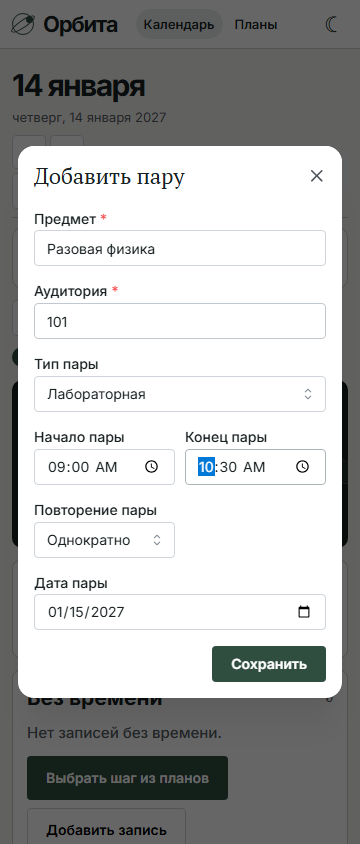 Орбита Календарь Планы
14 января
четверг, 14 января 2027
Добавить пару
Предмет *
Разовая физика
Аудитория *
101
Тип пары
Лабораторная
Начало пары Конец пары
09:00 AM 10:30 AM
Повторение пары
Однократно
Дата пары
01/15/2027
Сохранить
Без времени
Нет записей без времени.
Выбрать шаг из планов
Добавить запись